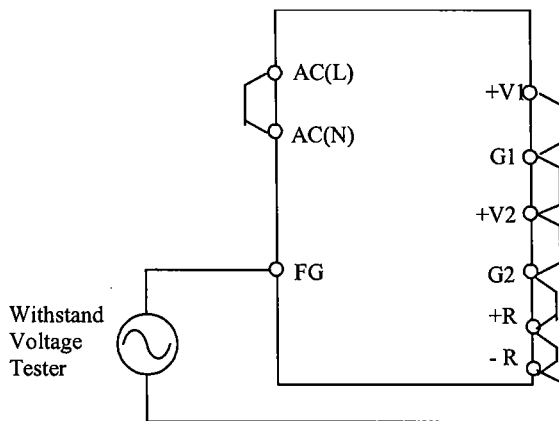 AC(L)
+V1
AC(N)
G1
+V2
FG
G2
+R
- R
Withstand
Voltage
Tester